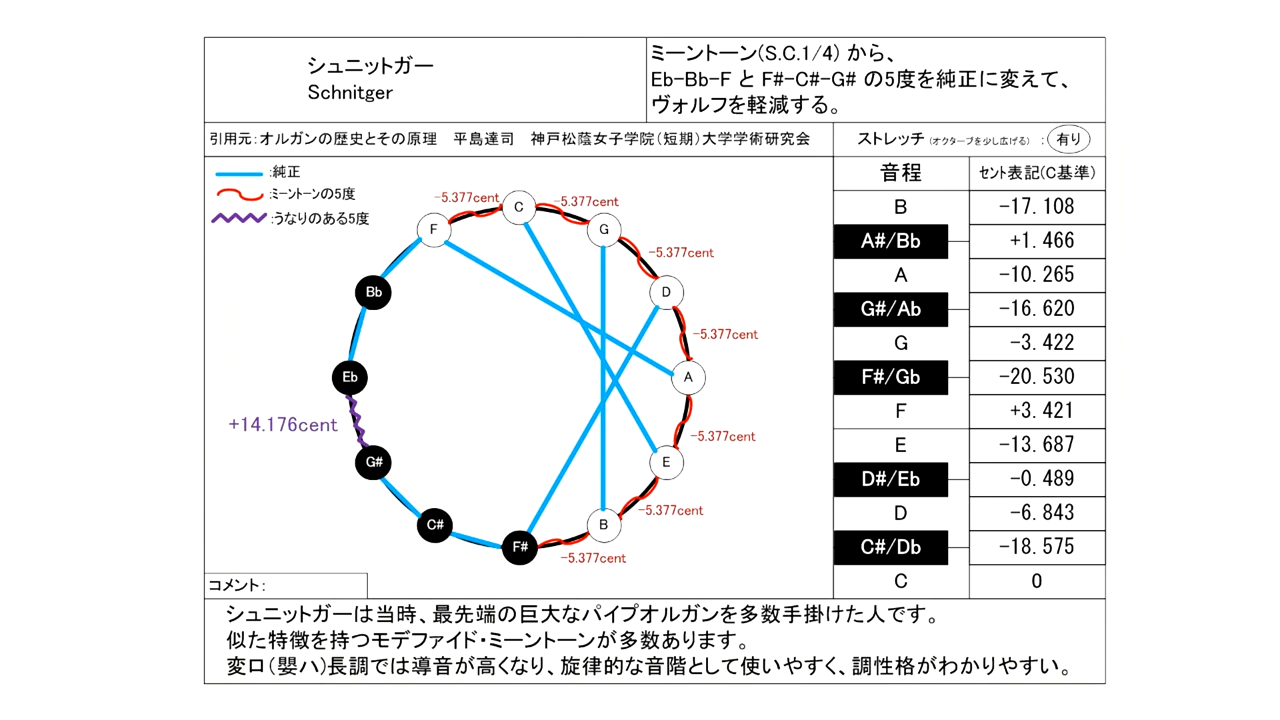 シュニットガー
Schnitger
ミーントーン(S.C.1/4) から、
Eb-Bb-F と F#-C#-G# の5度を純正に変えて、
ヴォルフを軽減する。
引用元：オルガンの歴史とその原理　平島達司　神戸松蔭女子学院（短期）大学学術研究会
ストレッチ（オクターブを少し広げる）：有り
:純正
:ミーントーンの5度
:うなりのある5度
-5.377cent
C
-5.377cent
F
G
-5.377cent
Bb
D
-5.377cent
Eb
A
+14.176cent
-5.377cent
G#
E
-5.377cent
C#
B
F#
-5.377cent
音程 セント表記(C基準)
B -17.108
A#/Bb +1.466
A -10.265
G#/Ab -16.620
G -3.422
F#/Gb -20.530
F +3.421
E -13.687
D#/Eb -0.489
D -6.843
C#/Db -18.575
C 0
コメント：
シュニットガーは当時、最先端の巨大なパイプオルガンを多数手掛けた人です。
似た特徴を持つモデファイド・ミーントーンが多数あります。
変ロ（嬰ハ）長調では導音が高くなり、旋律的な音階として使いやすく、調性格がわかりやすい。